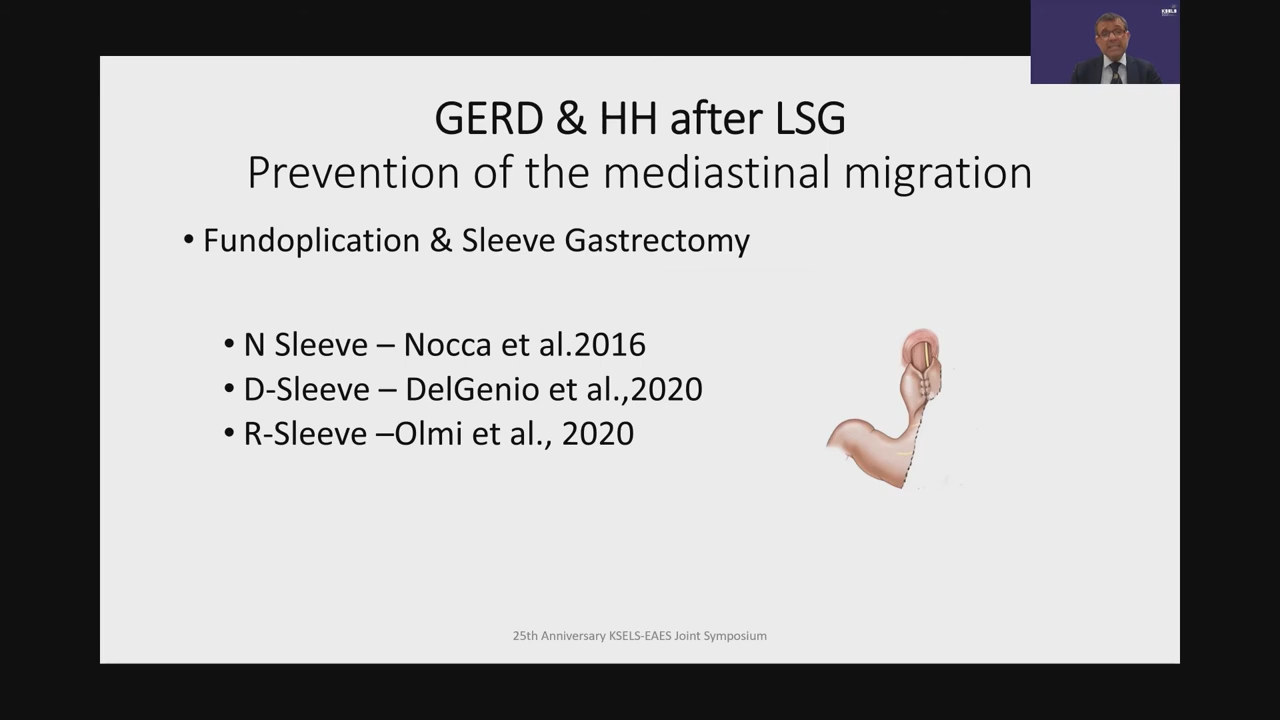 KSELS
GERD & HH after LSG
Prevention of the mediastinal migration
• Fundoplication & Sleeve Gastrectomy
• N Sleeve – Nocca et al.2016
• D-Sleeve – DelGenio et al.,2020
• R-Sleeve –Olmi et al., 2020
25th Anniversary KSELS-EAES Joint Symposium